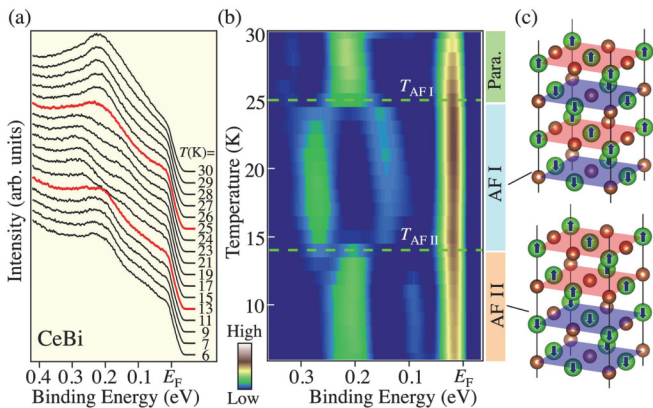 (a)
Intensity (arb. units)
T(K)=
30
29
28
27
26
25
24
23
21
19
17
15
13
11
9
7
6
CeBi
0.4 0.3 0.2 0.1 E_F
Binding Energy (eV)
(b)
Temperature (K)
30
25
20
15
10
T_AF I
T_AF II
High
Low
0.3 0.2 0.1 E_F
Binding Energy (eV)
Para.
AF I
AF II
(c)